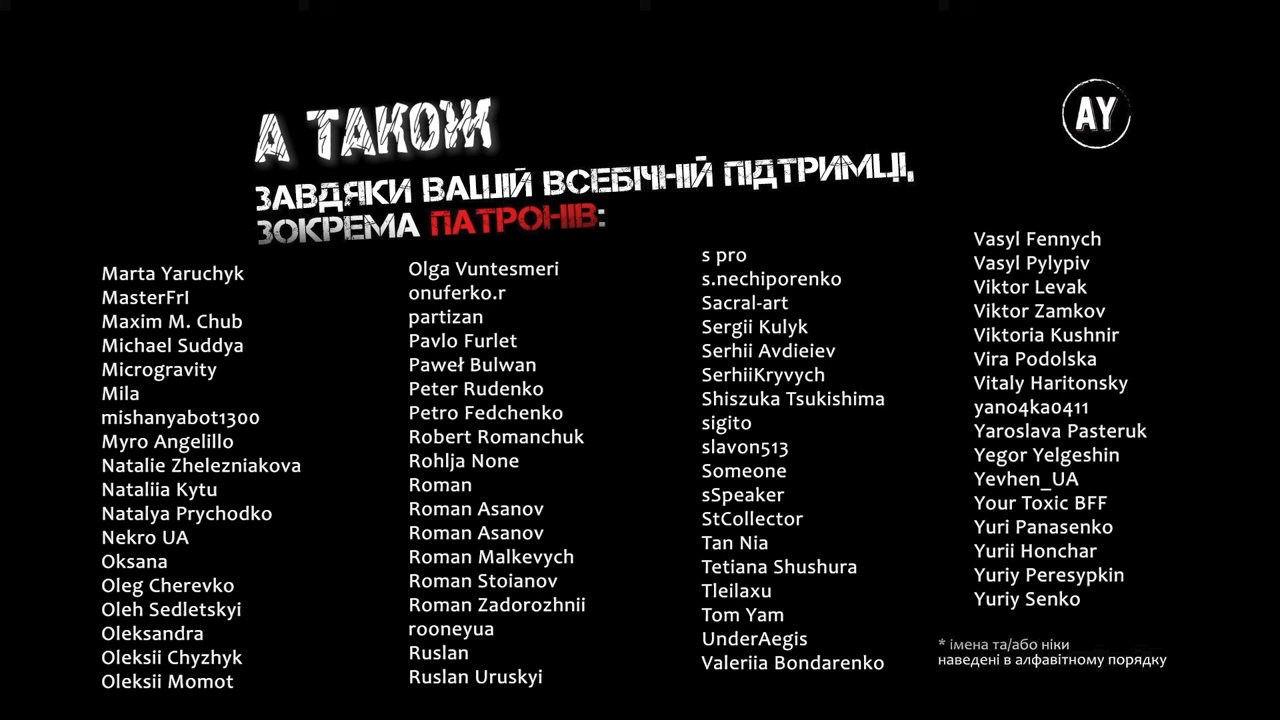 А ТАКОЖ
AY
ЗАВДЯКИ ВАШІЙ ВСЕБІЧНІЙ ПІДТРИМЦІ,
ЗОКРЕМА ПАТРОНІВ:
Marta Yaruchyk
MasterFrI
Maxim M. Chub
Michael Suddya
Microgravity
Mila
mishanyabot1300
Myro Angelillo
Natalie Zhelezniakova
Nataliia Kytu
Natalya Prychodko
Nekro UA
Oksana
Oleg Cherevko
Oleh Sedletskyi
Oleksandra
Oleksii Chyzhyk
Oleksii Momot
Olga Vuntesmeri
onuferko.r
partizan
Pavlo Furlet
Paweł Bulwan
Peter Rudenko
Petro Fedchenko
Robert Romanchuk
Rohlja None
Roman
Roman Asanov
Roman Asanov
Roman Malkevych
Roman Stoianov
Roman Zadorozhnii
rooneyua
Ruslan
Ruslan Uruskyi
s pro
s.nechiporenko
Sacral-art
Sergii Kulyk
Serhii Avdieiev
SerhiiKryvych
Shiszuka Tsukishima
sigito
slavon513
Someone
sSpeaker
StCollector
Tan Nia
Tetiana Shushura
Tleilaxu
Tom Yam
UnderAegis
Valeriia Bondarenko
Vasyl Fennych
Vasyl Pylypiv
Viktor Levak
Viktor Zamkov
Viktoria Kushnir
Vira Podolska
Vitaly Haritonsky
yano4ka0411
Yaroslava Pasteruk
Yegor Yelgeshin
Yevhen_UA
Your Toxic BFF
Yuri Panasenko
Yurii Honchar
Yuriy Peresypkin
Yuriy Senko
* імена та/або ніки
наведені в алфавітному порядку